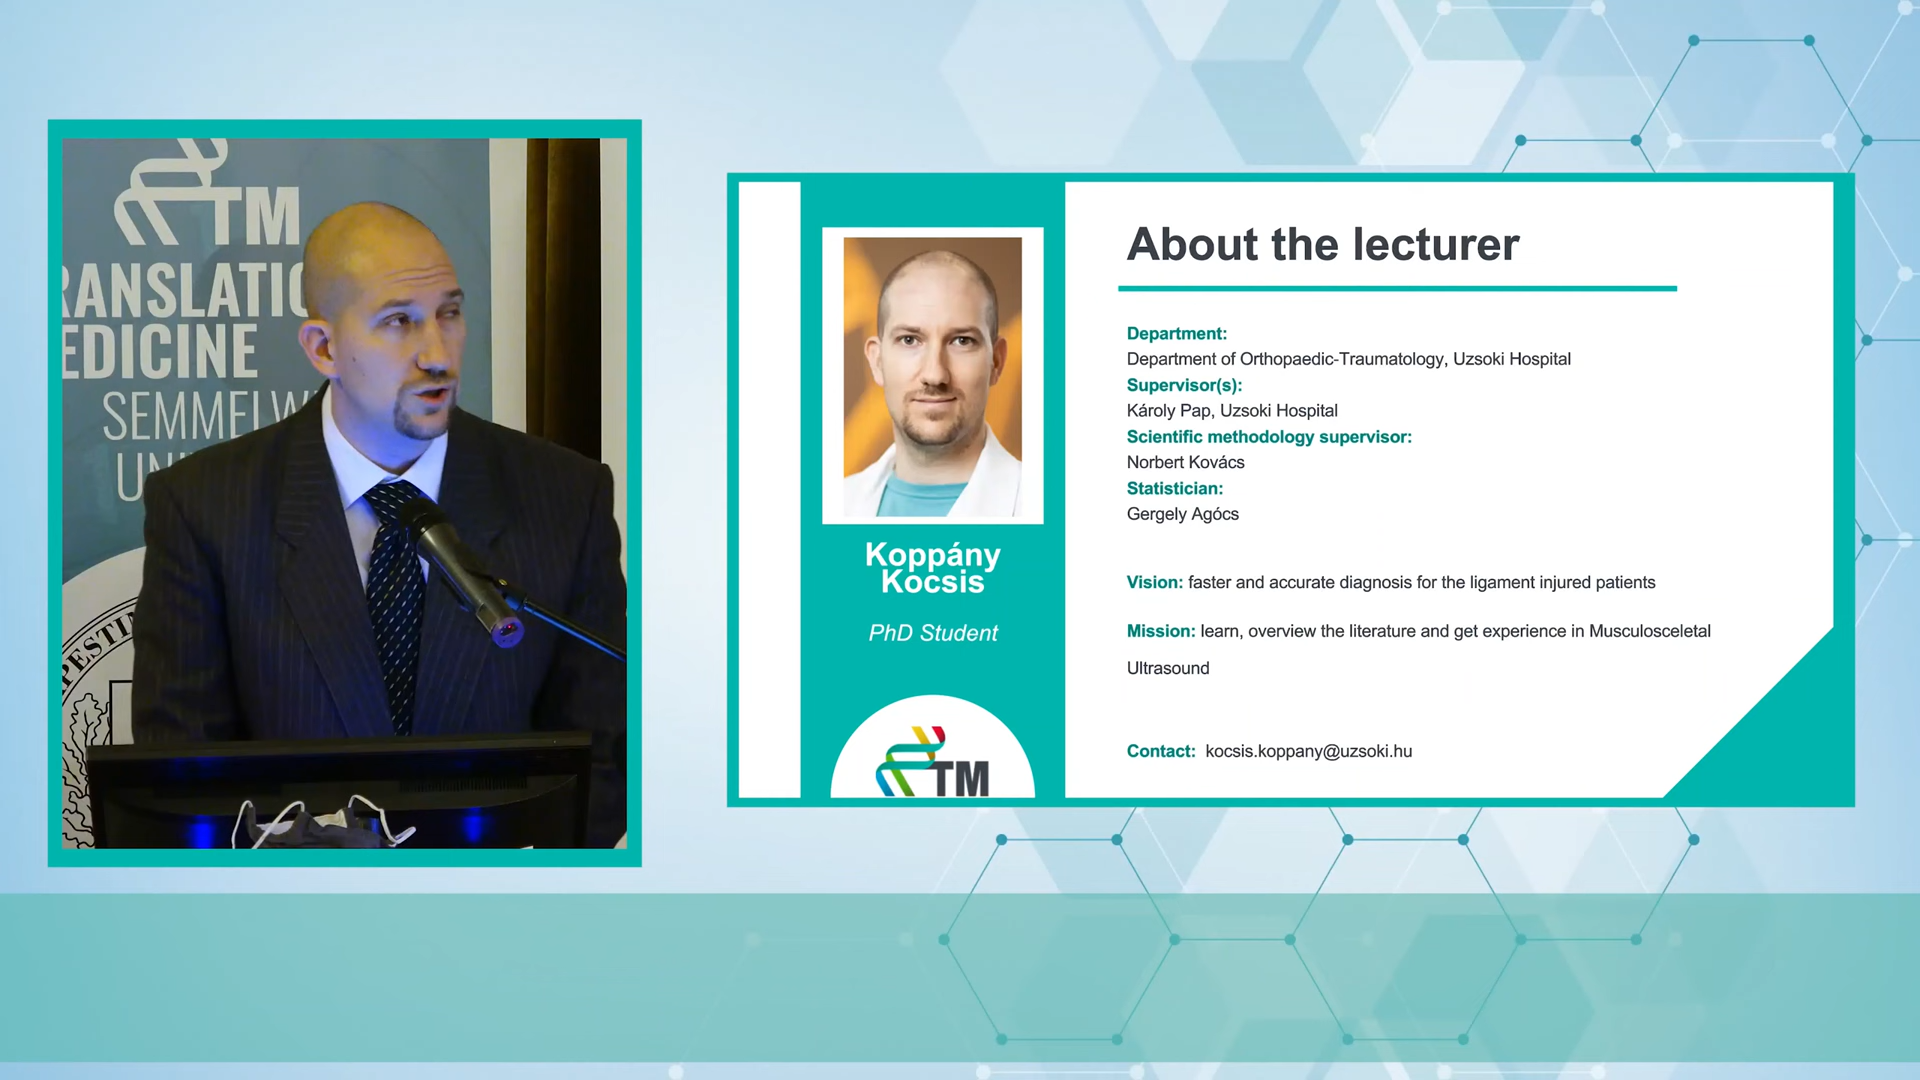 TM
RANSLATIO
EDICINE
SEMMELW
UN
APESTIN
About the lecturer
Department:
Department of Orthopaedic-Traumatology, Uzsoki Hospital
Supervisor(s):
Károly Pap, Uzsoki Hospital
Scientific methodology supervisor:
Norbert Kovács
Statistician:
Gergely Agócs
Vision: faster and accurate diagnosis for the ligament injured patients
Mission: learn, overview the literature and get experience in Musculosceletal
Ultrasound
Contact: kocsis.koppany@uzsoki.hu
Koppány
Kocsis
PhD Student
TM